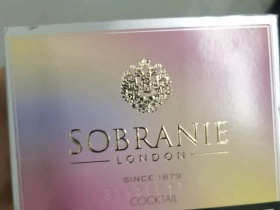 SOBRANIE
LONDON
SINCE 1879
COCKTAIL